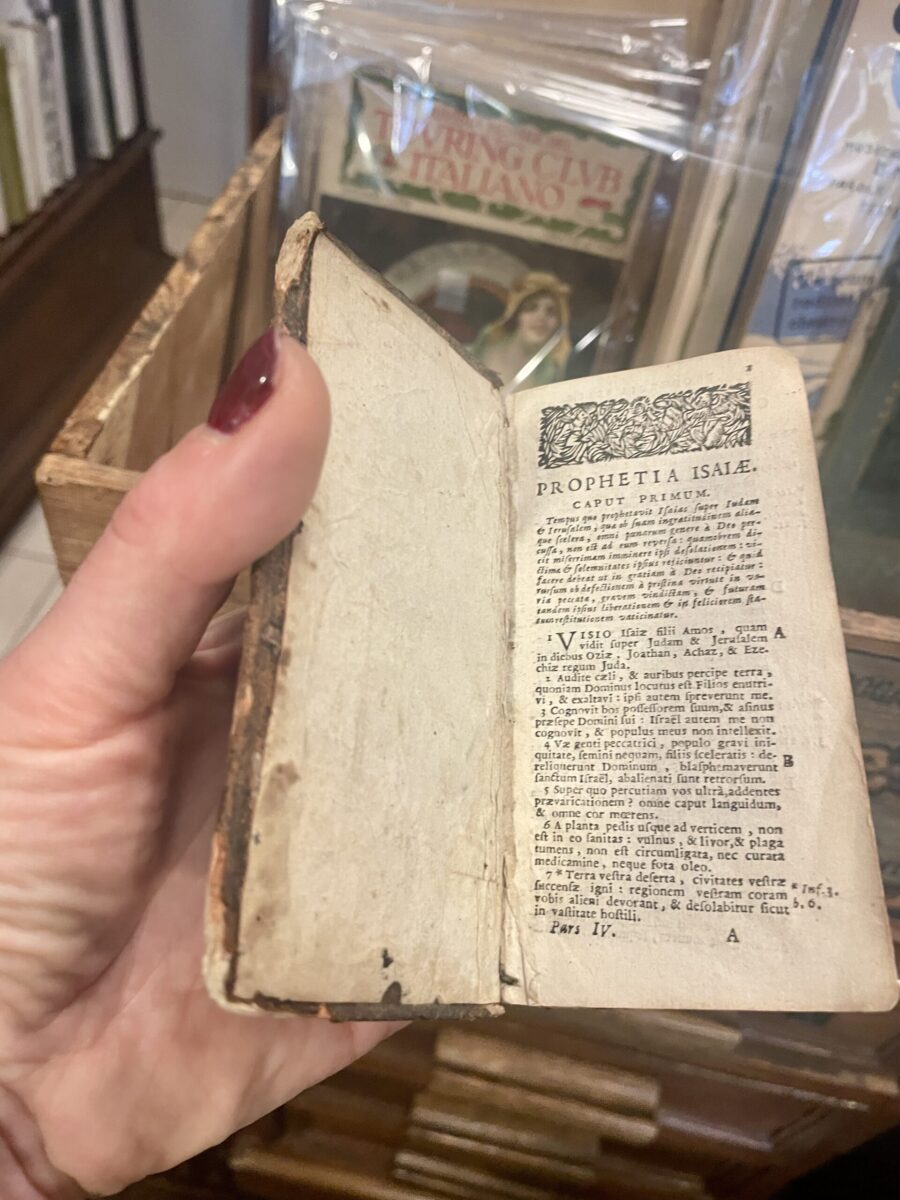 TOURING CLVB
ITALIANO
PROPHETIA ISAIÆ.
CAPUT PRIMUM.
Tempus quo prophetavit Isaias super Iudam
& Ierusalem, quæ ob suam ingratitudinem alia-
que scelera, omni pœnarum genere à Deo per-
cussa, non est ad eum reversa: quamobrem di-
cit miserrimam imminere ipsi desolationem: vi-
ctimæ & solemnitates ipsius rejiciuntur: & quid
facere debeat ut in gratiam à Deo recipiatur:
rursum ob defectionem à pristina virtute in va-
ria peccata, gravem vindictam, & futuram
tandem ipsius liberationem & in feliciorem sta-
tum restitutionem vaticinatur.
1 VISIO Isaiæ filii Amos, quam A
vidit super Judam & Jerusalem
in diebus Oziæ, Joathan, Achaz, & Eze-
chiæ regum Juda.
2 Audite cæli, & auribus percipe terra,
quoniam Dominus locutus est. Filios enutri-
vi, & exaltavi: ipsi autem spreverunt me.
3 Cognovit bos possessorem suum, & asinus
præsepe Domini sui: Israël autem me non
cognovit, & populus meus non intellexit.
4 Væ genti peccatrici, populo gravi ini-
quitate, semini nequam, filiis sceleratis: de- B
reliquerunt Dominum, blasphemaverunt
sanctum Israël, abalienati sunt retrorsum.
5 Super quo percutiam vos ultrà, addentes
prævaricationem? omne caput languidum,
& omne cor mœrens.
6 A planta pedis usque ad verticem, non
est in eo sanitas: vulnus, & livor, & plaga
tumens, non est circumligata, nec curata
medicamine, neque fota oleo.
7 * Terra vestra deserta, civitates vestræ * Inf. 3.
succensæ igni: regionem vestram coram b. 6.
vobis alieni devorant, & desolabitur sicut
in vastitate hostili.
Pars IV. A